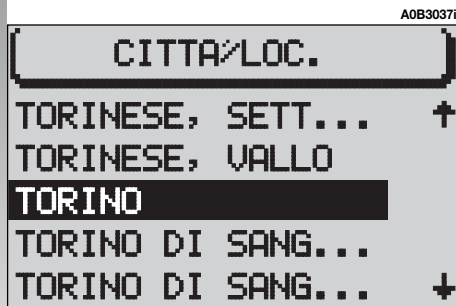 A0B3037i
CITTA/LOC.
TORINESE, SETT...
TORINESE, VALLO
TORINO
TORINO DI SANG...
TORINO DI SANG...